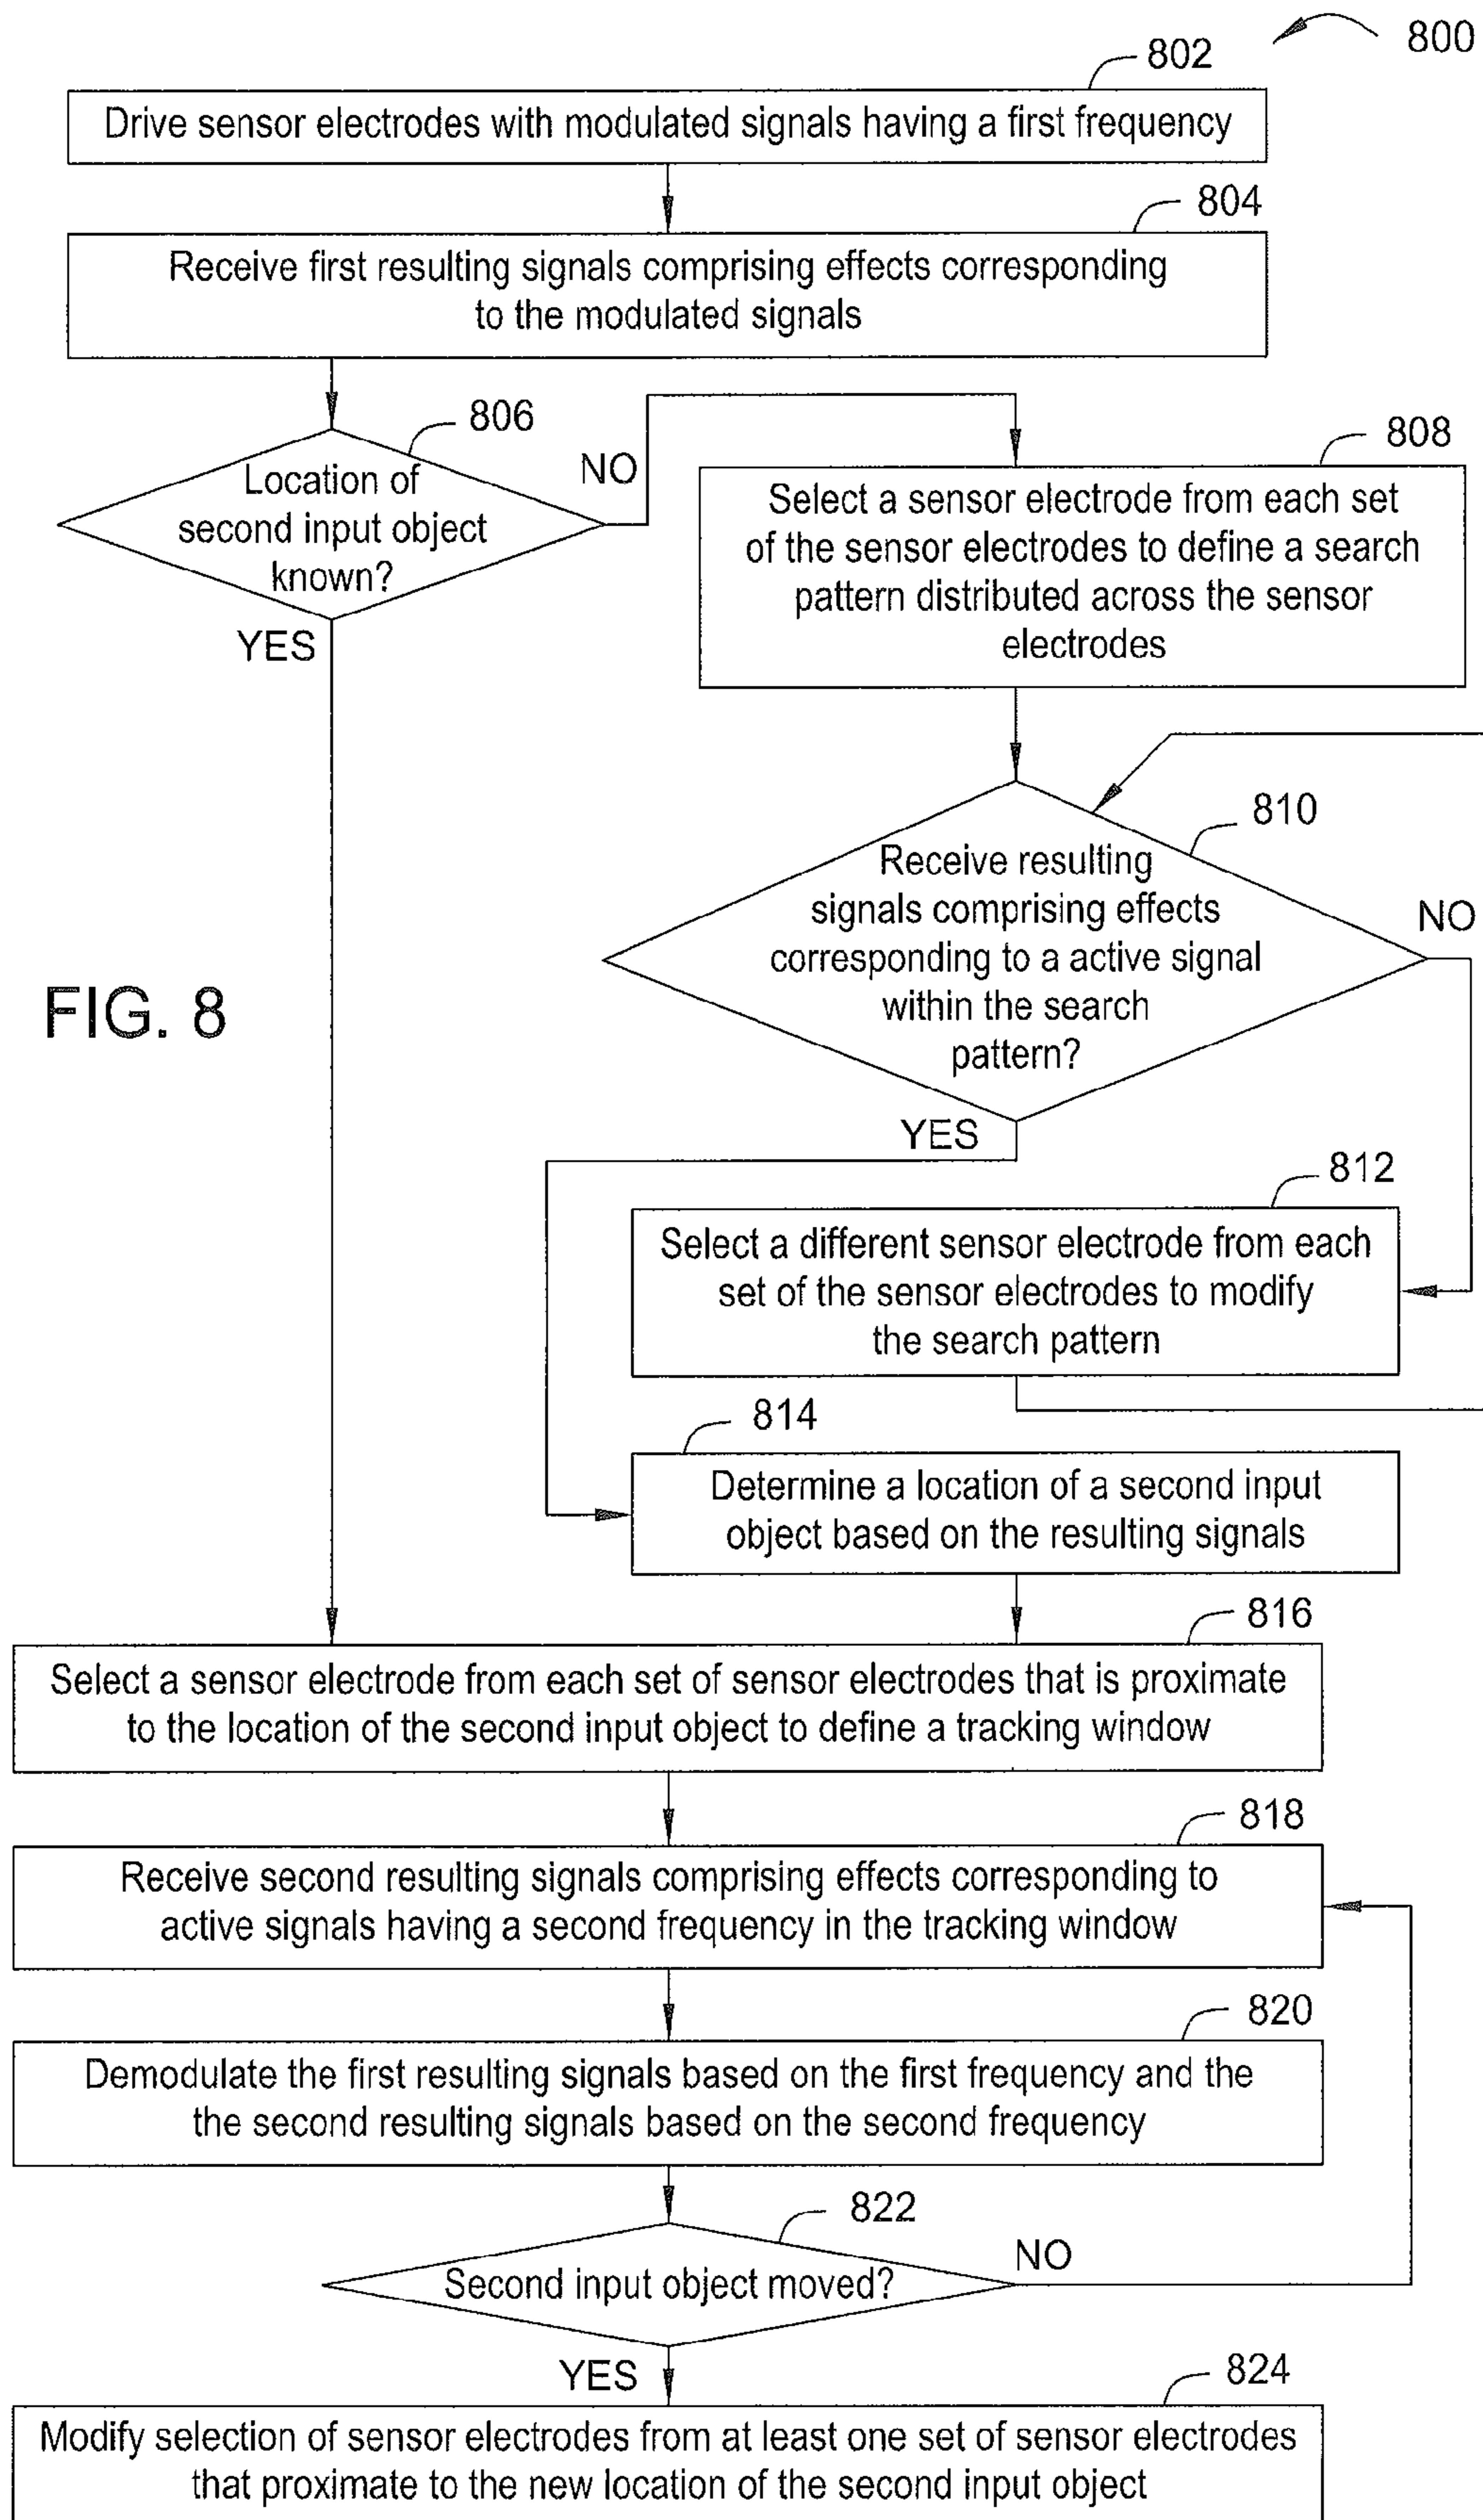 800
802
Drive sensor electrodes with modulated signals having a first frequency
804
Receive first resulting signals comprising effects corresponding
to the modulated signals
806
Location of
second input object
known?
NO
YES
808
Select a sensor electrode from each set
of the sensor electrodes to define a search
pattern distributed across the sensor
electrodes
810
Receive resulting
signals comprising effects
corresponding to a active signal
within the search
pattern?
NO
YES
FIG. 8
812
Select a different sensor electrode from each
set of the sensor electrodes to modify
the search pattern
814
Determine a location of a second input
object based on the resulting signals
816
Select a sensor electrode from each set of sensor electrodes that is proximate
to the location of the second input object to define a tracking window
818
Receive second resulting signals comprising effects corresponding to
active signals having a second frequency in the tracking window
820
Demodulate the first resulting signals based on the first frequency and the
the second resulting signals based on the second frequency
822
Second input object moved?
NO
YES
824
Modify selection of sensor electrodes from at least one set of sensor electrodes
that proximate to the new location of the second input object